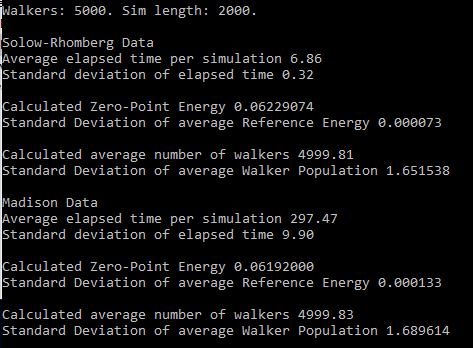 Walkers: 5000. Sim length: 2000.
Solow-Rhomberg Data
Average elapsed time per simulation 6.86
Standard deviation of elapsed time 0.32
Calculated Zero-Point Energy 0.06229074
Standard Deviation of average Reference Energy 0.000073
Calculated average number of walkers 4999.81
Standard Deviation of average Walker Population 1.651538
Madison Data
Average elapsed time per simulation 297.47
Standard deviation of elapsed time 9.90
Calculated Zero-Point Energy 0.06192000
Standard Deviation of average Reference Energy 0.000133
Calculated average number of walkers 4999.83
Standard Deviation of average Walker Population 1.689614